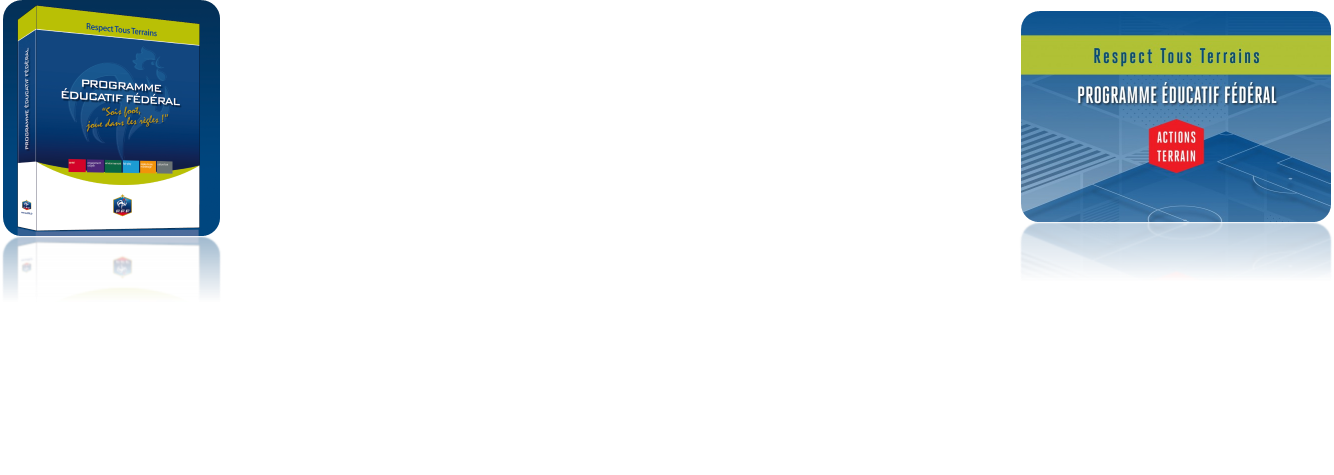 Respect Tous Terrains
PROGRAMME
ÉDUCATIF FÉDÉRAL
"Sois foot,
joue dans les règles !"
PROGRAMME ÉDUCATIF FÉDÉRAL
FFF
Respect Tous Terrains
PROGRAMME ÉDUCATIF FÉDÉRAL
ACTIONS
TERRAIN